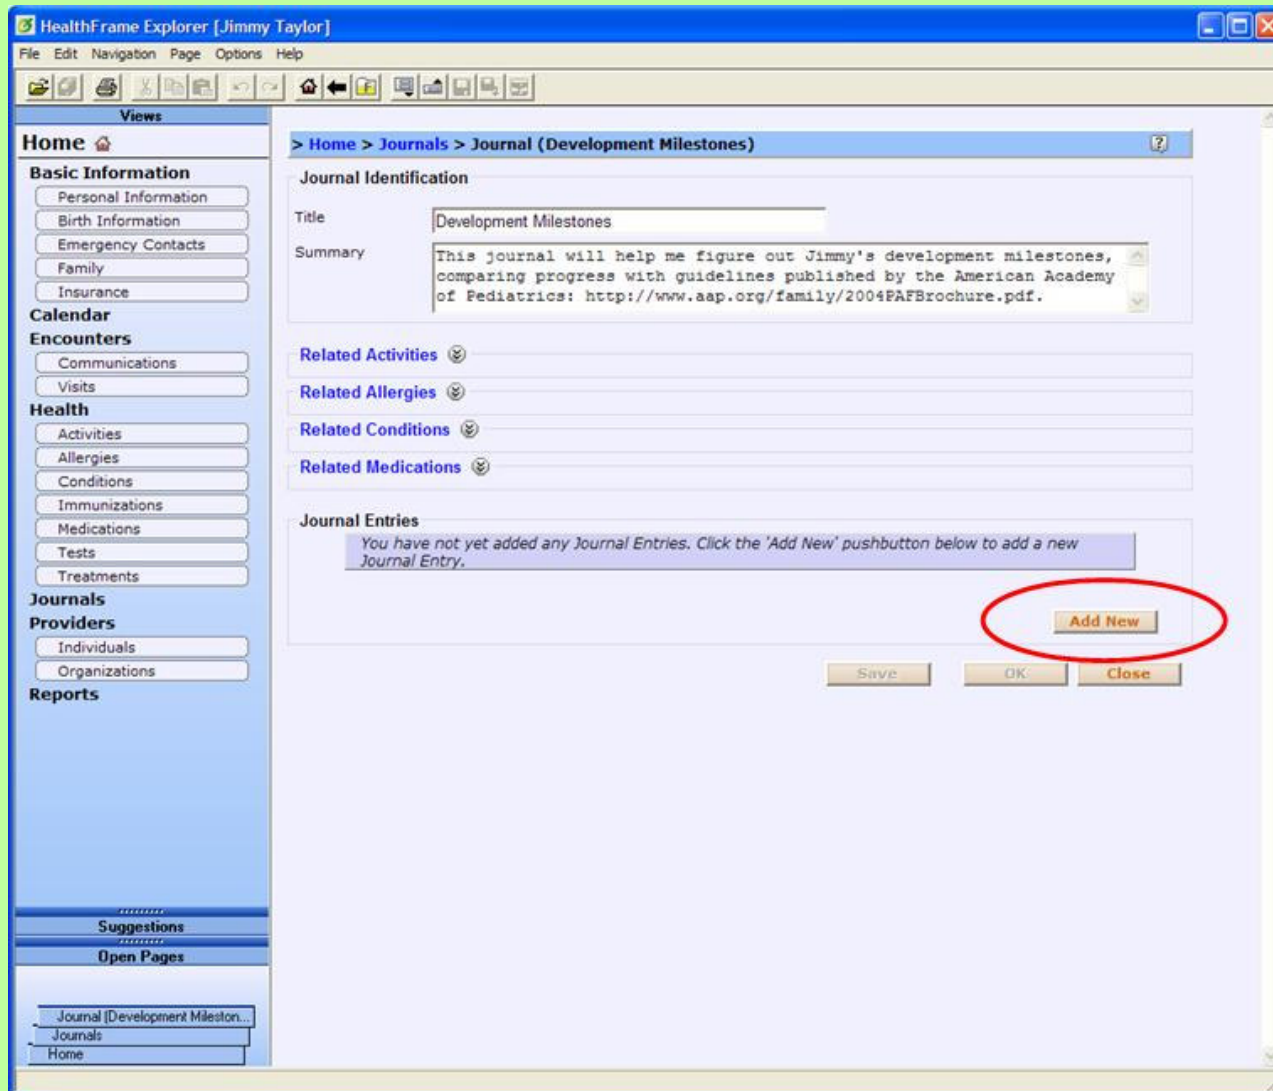 HealthFrame Explorer [Jimmy Taylor]
File Edit Navigation Page Options Help
Views
Home
Basic Information
Personal Information
Birth Information
Emergency Contacts
Family
Insurance
Calendar
Encounters
Communications
Visits
Health
Activities
Allergies
Conditions
Immunizations
Medications
Tests
Treatments
Journals
Providers
Individuals
Organizations
Reports
Suggestions
Open Pages
Journal (Development Mileston...
Journals
Home
> Home > Journals > Journal (Development Milestones)
Journal Identification
Title Development Milestones
Summary This journal will help me figure out Jimmy's development milestones,
comparing progress with guidelines published by the American Academy
of Pediatrics: http://www.aap.org/family/2004PAFBrochure.pdf.
Related Activities
Related Allergies
Related Conditions
Related Medications
Journal Entries
You have not yet added any Journal Entries. Click the 'Add New' pushbutton below to add a new
Journal Entry.
Add New
Save OK Close